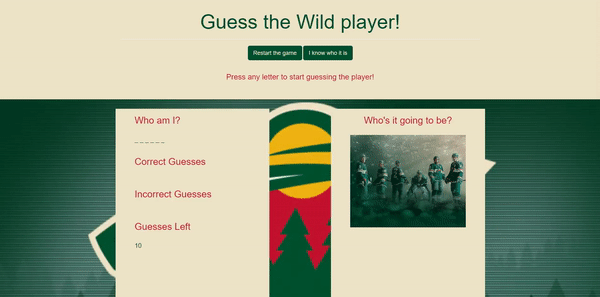 Guess the Wild player!
Restart the game
I know who it is
Press any letter to start guessing the player!
Who am I?
_ _ _ _ _ _
Correct Guesses
Incorrect Guesses
Guesses Left
10
Who's it going to be?